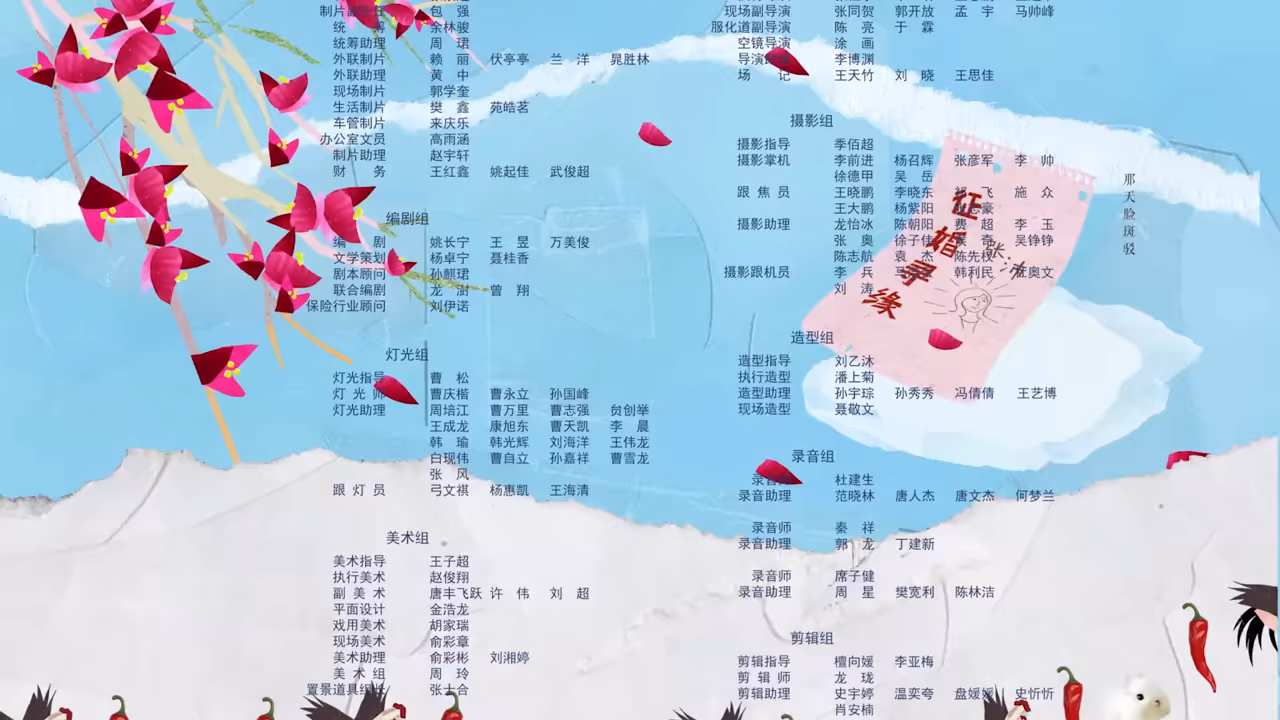 包 强
统 筹 余林骏
统筹助理 周 珺
外联制片 赖 丽 伏亭亭 兰 洋 晁胜林
外联助理 黄 中
现场制片 郭学奎
生活制片 樊 鑫 苑皓茗
车管制片 来庆乐
办公室文员 高雨涵
制片助理 赵宇轩
财 务 王红鑫 姚起佳 武俊超
编剧组
编 剧 姚长宁 王 昱 万美俊
文学策划 杨卓宁 聂桂香
剧本顾问 孙麒珺
联合编剧 龙 澍 曾 翔
保险行业顾问 刘伊诺
灯光组
灯光指导 曹 松
灯 光 师 曹庆楷 曹永立 孙国峰
灯光助理 周培江 曹万里 曹志强 台创举
王成龙 康旭东 曹天凯 李 晨
韩 瑜 韩光辉 刘海洋 王伟龙
白现伟 曹自立 孙嘉祥 曹雪龙
张 风
跟 灯 员 弓文祺 杨惠凯 王海清
美术组
美术指导 王子超
执行美术 赵俊翔
副 美 术 唐丰飞跃 许 伟 刘 超
平面设计 金浩龙
戏用美术 胡家瑞
现场美术 俞彩章
美术助理 俞彩彬 刘湘婷
美 术 组 周 玲
置景道具组长 张士合
现场副导演 张同贺 郭开放 孟 宇 马帅峰
服化道副导演 陈 亮 于 霖
空镜导演 涂 画
导演 李博渊
场 记 王天竹 刘 晓 王思佳
摄影组
摄影指导 季佰超
摄影掌机 李前进 杨召辉 张彦军 李 帅
徐德甲 吴 岳
跟 焦 员 王晓鹏 李晓东 飞 施 众
王大鹏 杨紫阳 豪
摄影助理 龙怡冰 陈朝阳 费 超 李 玉
张 奥 徐子佳 奇 吴铮铮
陈志航 袁 杰 陈先权
摄影跟机员 李 兵 韩利民 汪奥文
刘 涛
造型组
造型指导 刘乙沐
执行造型 潘上菊
造型助理 孙宇琮 孙秀秀 冯倩倩 王艺博
现场造型 聂敬文
录音组
录音 杜建生
录音助理 范晓林 唐人杰 唐文杰 何梦兰
录音师 秦 祥
录音助理 郭 龙 丁建新
录音师 席子健
录音助理 周 星 樊宽利 陈林洁
剪辑组
剪辑指导 檀向媛 李亚梅
剪 辑 师 龙 珑
剪辑助理 史宇婷 温奕夸 盘媛媛 史忻忻
肖安楠
征婚寻缘
那天脸斑驳